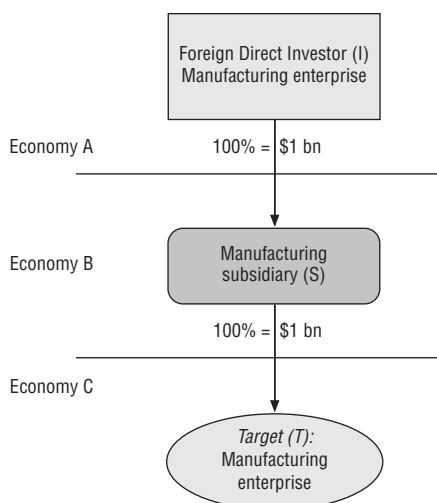 Foreign Direct Investor (I)
Manufacturing enterprise
Economy A
100% = $1 bn
Economy B
Manufacturing
subsidiary (S)
100% = $1 bn
Economy C
Target (T):
Manufacturing
enterprise